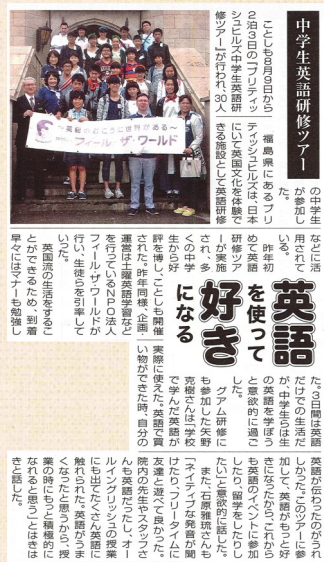 中学生英語研修ツアー
〜英語の向こうに世界がある〜
フィール ザ・ワールド
英語を使って
好きになる
ことしも8月9日から
2泊3日の「ブリティッ
シュヒルズ中学生英語研
修ツアー」が行われ、30人
の中学生
が参加し
た。
福島県にあるブリ
ティッシュヒルズは、日本
にいて英国文化を体験で
きる施設として英語研修
などに活
用されて
いる。
昨年初
めて英語
研修ツア
ーが実施
され、多
くの中学
生から好
評を博し、ことしも開催
された。昨年同様、企画・
運営は土曜英語学習など
を行っているNPO法人
フィール・ザ・ワールドが
行い、生徒らを引率して
いった。
英国流の生活をするこ
とができるため、到着
早々にはマナーも勉強し
た。3日間は英語
だけでの生活だ
が、中学生らは生
の英語を学ぼう
と意欲的に過ご
した。
グアム研修に
も参加した矢野
克樹さんは「学校
で学んだ英語が
実際に使えた。英語で買
い物ができた時、自分の
英語が伝わったのがうれ
しかった。このツアーに参
加して、英語がもっと好
きになったから、これから
も英語のイベントに参加
したり、留学をしたりし
たい」と意欲的に話した。
また、石原雅琉さんも
「ネイティブな発音が聞
けたり、フリータイムに
友達と遊べて良かった。
院内の先生やスタッフさ
んも英語だったし、オー
ルイングリッシュの授業
にも出てたくさん英語に
触れられた。英語がうま
くなったと思うから、授
業の時にもっと積極的に
なれると思う」とはきは
きと話した。